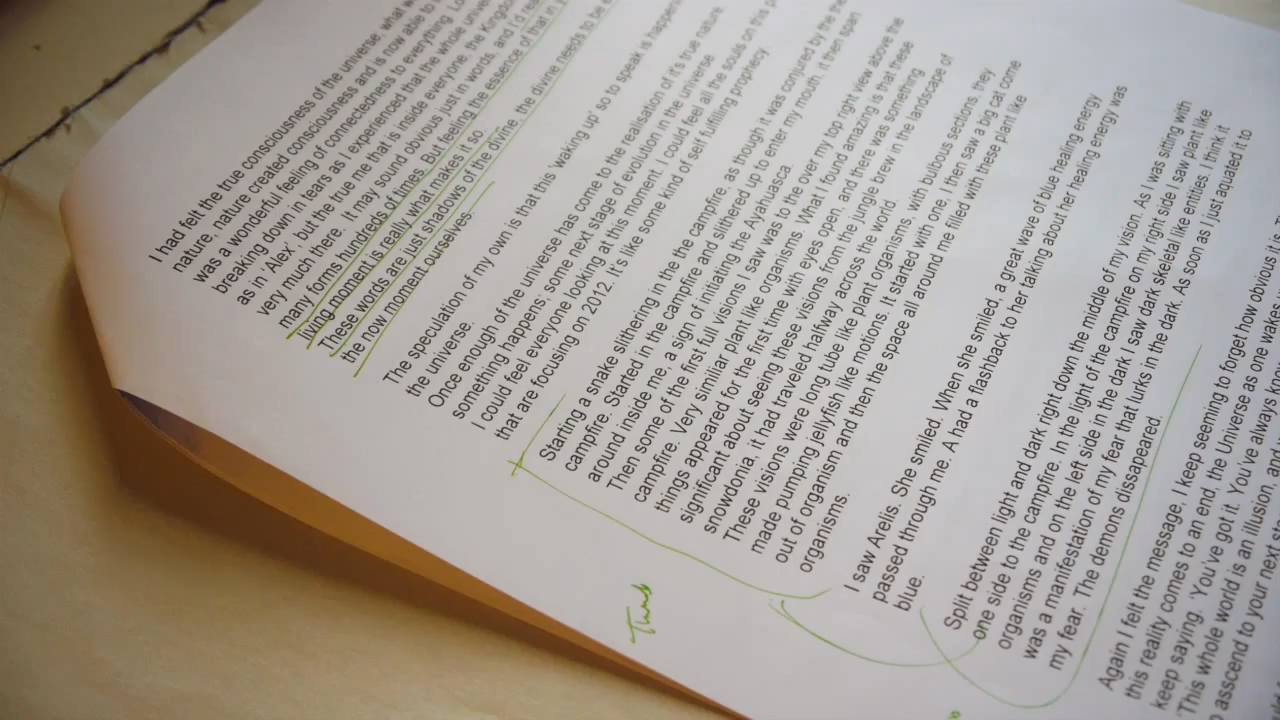 I had felt the true consciousness of the universe, what
nature, nature created consciousness and is now able to
was a wonderful feeling of connectedness to everything.
breaking down in tears as I experienced that the whole
as in 'Alex', but the true me that is inside everyone, the Kingdom
very much there. It may sound obvious just in words, and I'd
many forms hundreds of times. But feeling the essence of that in
living moment is really what makes it so.
These words are just shadows of the divine, the divine needs to be
the now moment ourselves.
The speculation of my own is that this 'waking up' so to speak is
the universe.
Once enough of the universe has come to the realisation of it's true nature
something happens; some next stage of evolution in the universe
I could feel everyone looking at this moment. I could feel all the souls on this
that are focusing on 2012, it's like some kind of self fulfilling prophecy.
Starting a snake slithering in the the campfire, as though it was conjured by the
campfire. Started in the campfire and slithered up to enter my mouth, it then span
around inside me, a sign of initiating the Ayahuasca.
Then some of the first full visions I saw was to the over my top right view above the
campfire. Very similiar plant like organisms. What I found amazing is that these
things appeared for the first time with eyes open, and there was something
significant about seeing these visions from the jungle brew in the landscape of
snowdonia, it had traveled halfway across the world.
These visions were long tube like plant organisms, with bulbous sections, they
made pumping jellyfish like motions. It started with one, I then saw a big cat come
out of organism and then the space all around me filled with these plant like
organisms.
I saw Arelis. She smiled. When she smiled, a great wave of blue healing energy
passed through me. A had a flashback to her talking about her healing energy was
blue.
Split between light and dark right down the middle of my vision. As I was sitting with
one side to the campfire. In the light of the campfire on my right side I saw plant like
organisms and on the left side in the dark I saw dark skeletal like entities. I think it
was a manifestation of my fear that lurks in the dark. As soon as I just aquaded it to
my fear. The demons dissapeared.
Again I felt the message, I keep seeming to forget how obvious it
this reality comes to an end, the Universe as one wakes
keep saying. 'You've got it. You've always
'This whole world is an illusion, and
asscend to your next